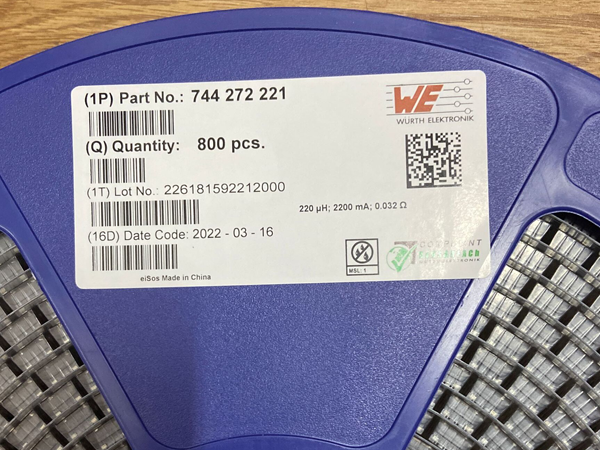 (1P) Part No.: 744 272 221
WE
WÜRTH ELEKTRONIK
(Q) Quantity: 800 pcs.
(1T) Lot No.: 226181592212000
220 µH; 2200 mA; 0.032 Ω
(16D) Date Code: 2022 - 03 - 16
MSL: 1
eiSos Made in China